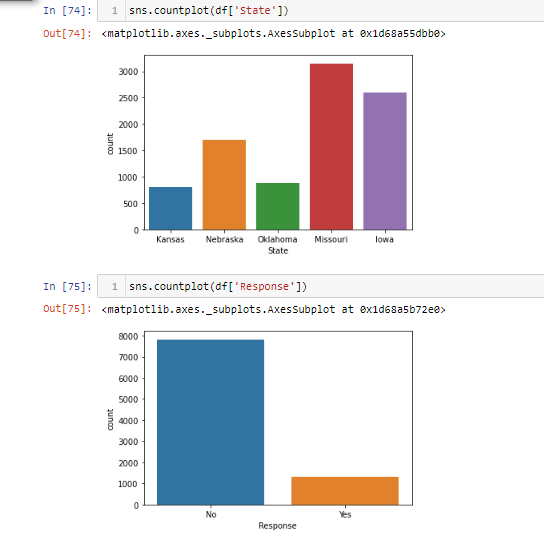 In [74]: 1 sns.countplot(df['State'])
Out[74]: <matplotlib.axes._subplots.AxesSubplot at 0x1d68a55dbb0>
3000
2500
2000
1500
1000
500
0
count
Kansas Nebraska Oklahoma Missouri Iowa
State
In [75]: 1 sns.countplot(df['Response'])
Out[75]: <matplotlib.axes._subplots.AxesSubplot at 0x1d68a5b72e0>
8000
7000
6000
5000
4000
3000
2000
1000
0
count
No Yes
Response